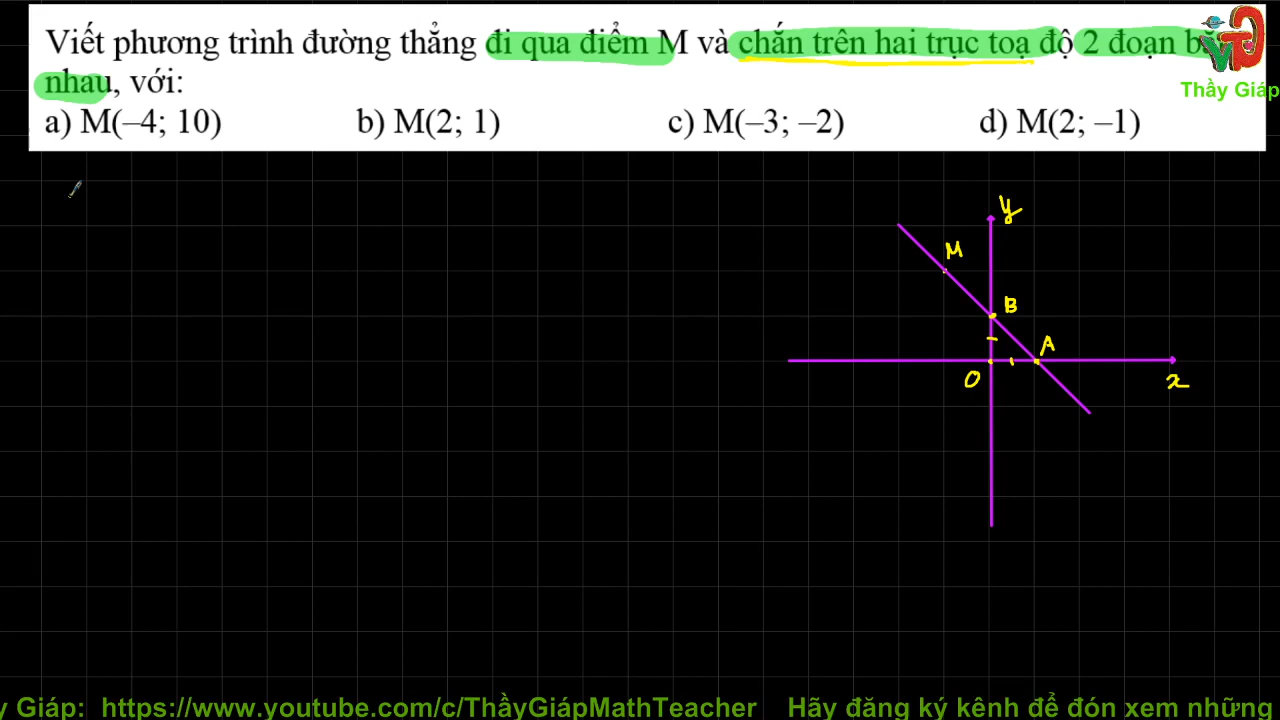 Viết phương trình đường thẳng đi qua điểm M và chắn trên hai trục toạ độ 2 đoạn
nhau, với:
a) M(–4; 10) b) M(2; 1) c) M(–3; –2) d) M(2; –1)
Thầy Giáp
y
M
B
A
O
x
y Giáp: https://www.youtube.com/c/ThầyGiápMathTeacher Hãy đăng ký kênh để đón xem những